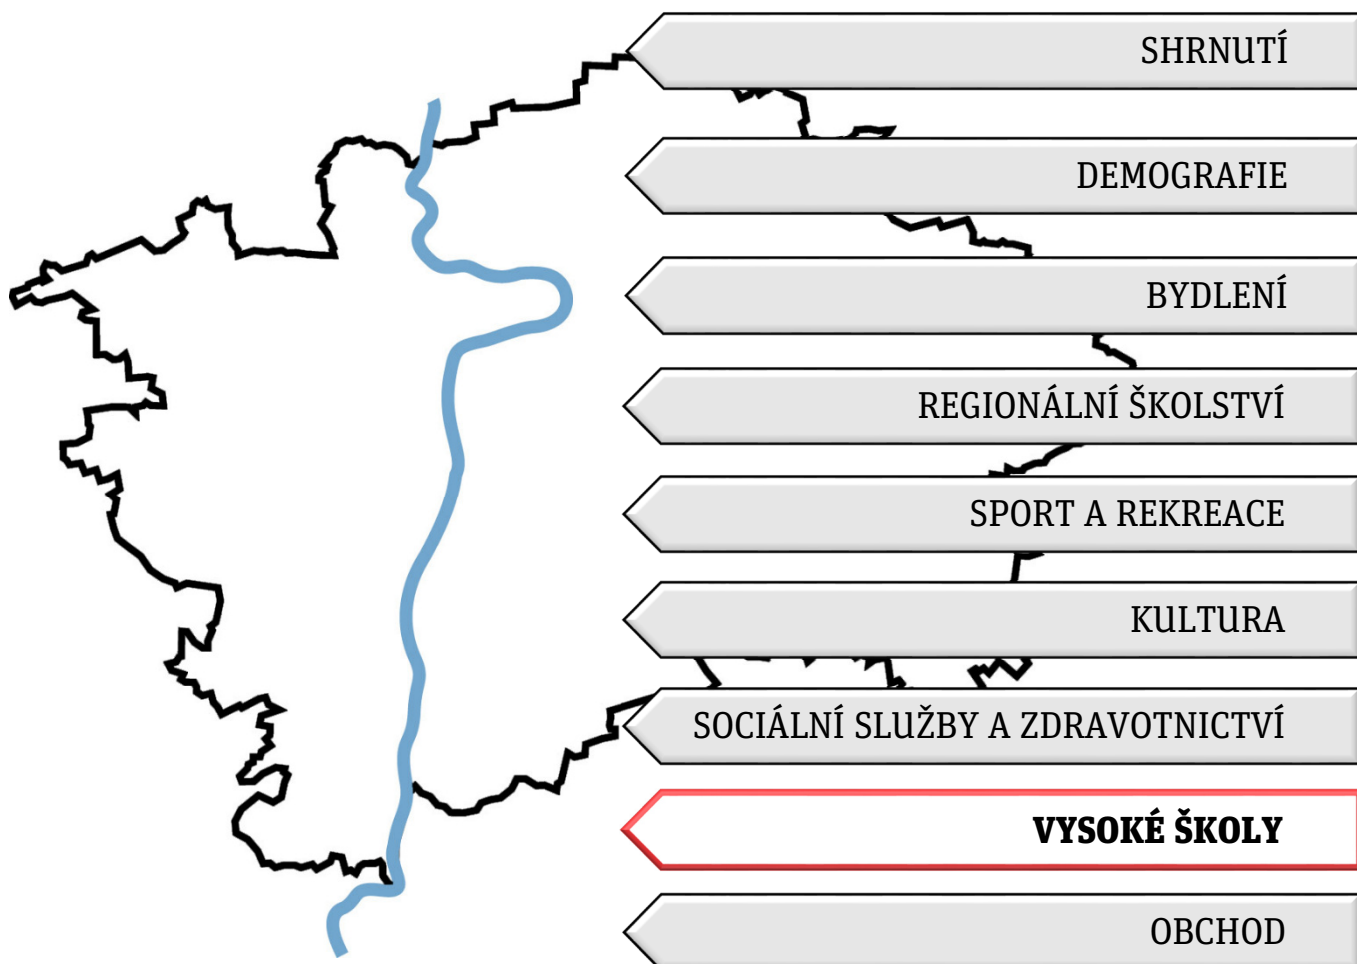 SHRNUTÍ
DEMOGRAFIE
BYDLENÍ
REGIONÁLNÍ ŠKOLSTVÍ
SPORT A REKREACE
KULTURA
SOCIÁLNÍ SLUŽBY A ZDRAVOTNICTVÍ
VYSOKÉ ŠKOLY
OBCHOD